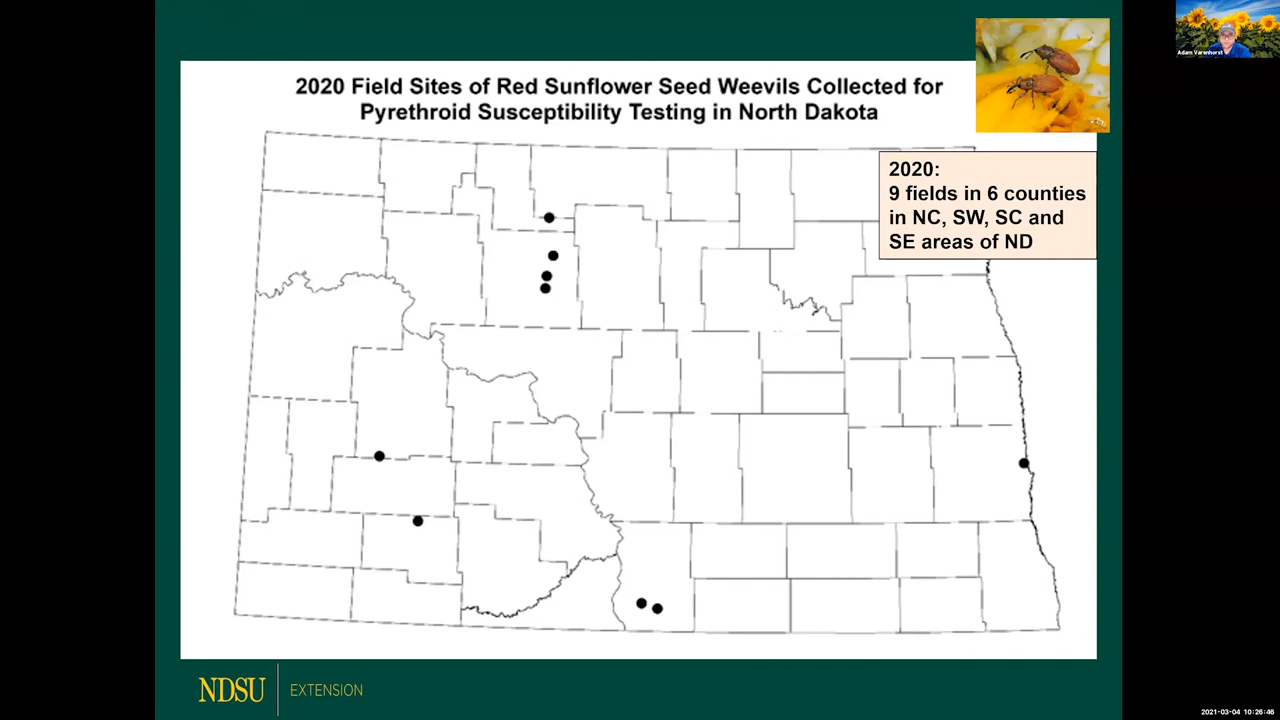 2020 Field Sites of Red Sunflower Seed Weevils Collected for
Pyrethroid Susceptibility Testing in North Dakota
Adam Varenhorst
2020:
9 fields in 6 counties
in NC, SW, SC and
SE areas of ND
NDSU EXTENSION
2021-03-04 10:26:46